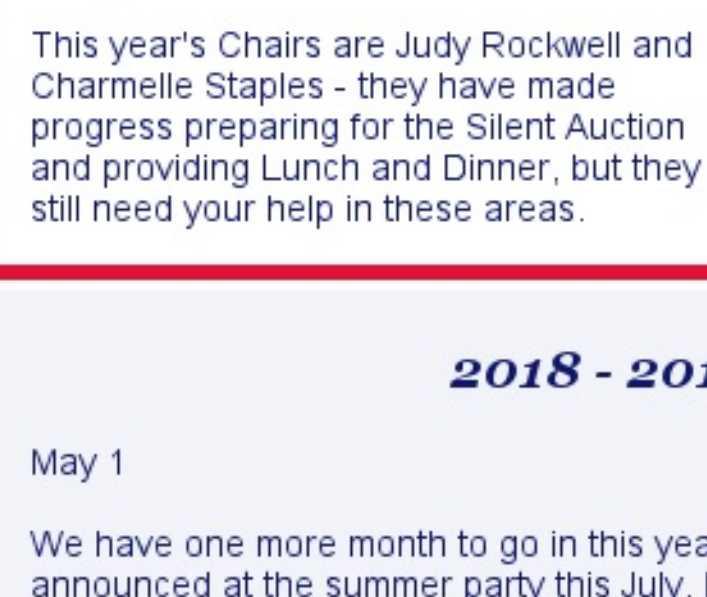 This year's Chairs are Judy Rockwell and
Charmelle Staples - they have made
progress preparing for the Silent Auction
and providing Lunch and Dinner, but they
still need your help in these areas.
2018 - 201
May 1
We have one more month to go in this yea
announced at the summer party this July.